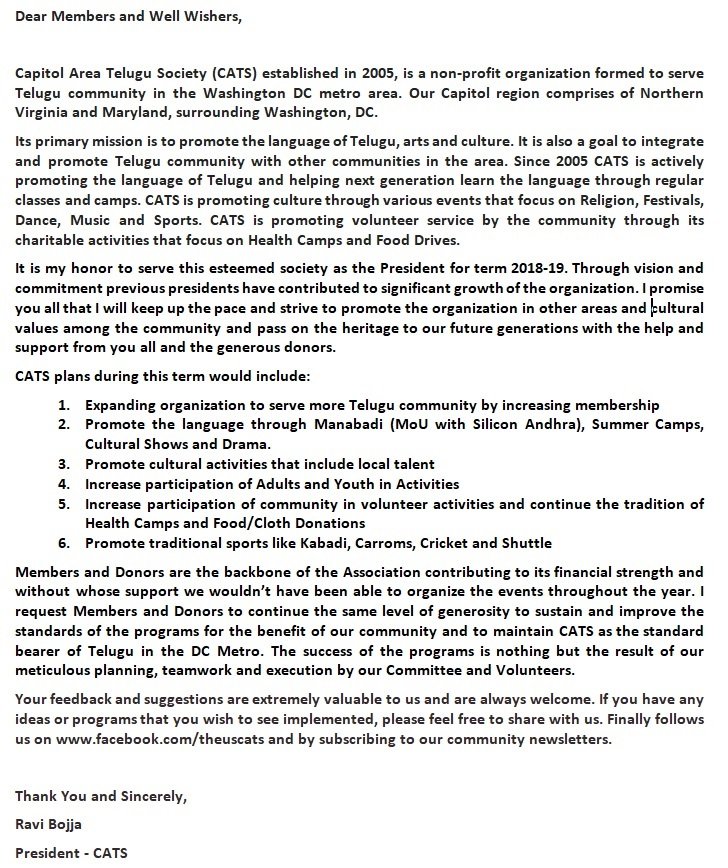 Dear Members and Well Wishers,
Capitol Area Telugu Society (CATS) established in 2005, is a non-profit organization formed to serve
Telugu community in the Washington DC metro area. Our Capitol region comprises of Northern
Virginia and Maryland, surrounding Washington, DC.
Its primary mission is to promote the language of Telugu, arts and culture. It is also a goal to integrate
and promote Telugu community with other communities in the area. Since 2005 CATS is actively
promoting the language of Telugu and helping next generation learn the language through regular
classes and camps. CATS is promoting culture through various events that focus on Religion, Festivals,
Dance, Music and Sports. CATS is promoting volunteer service by the community through its
charitable activities that focus on Health Camps and Food Drives.
It is my honor to serve this esteemed society as the President for term 2018-19. Through vision and
commitment previous presidents have contributed to significant growth of the organization. I promise
you all that I will keep up the pace and strive to promote the organization in other areas and cultural
values among the community and pass on the heritage to our future generations with the help and
support from you all and the generous donors.
CATS plans during this term would include:
1. Expanding organization to serve more Telugu community by increasing membership
2. Promote the language through Manabadi (MoU with Silicon Andhra), Summer Camps,
Cultural Shows and Drama.
3. Promote cultural activities that include local talent
4. Increase participation of Adults and Youth in Activities
5. Increase participation of community in volunteer activities and continue the tradition of
Health Camps and Food/Cloth Donations
6. Promote traditional sports like Kabadi, Carroms, Cricket and Shuttle
Members and Donors are the backbone of the Association contributing to its financial strength and
without whose support we wouldn't have been able to organize the events throughout the year. I
request Members and Donors to continue the same level of generosity to sustain and improve the
standards of the programs for the benefit of our community and to maintain CATS as the standard
bearer of Telugu in the DC Metro. The success of the programs is nothing but the result of our
meticulous planning, teamwork and execution by our Committee and Volunteers.
Your feedback and suggestions are extremely valuable to us and are always welcome. If you have any
ideas or programs that you wish to see implemented, please feel free to share with us. Finally follows
us on www.facebook.com/theuscats and by subscribing to our community newsletters.
Thank You and Sincerely,
Ravi Bojja
President - CATS